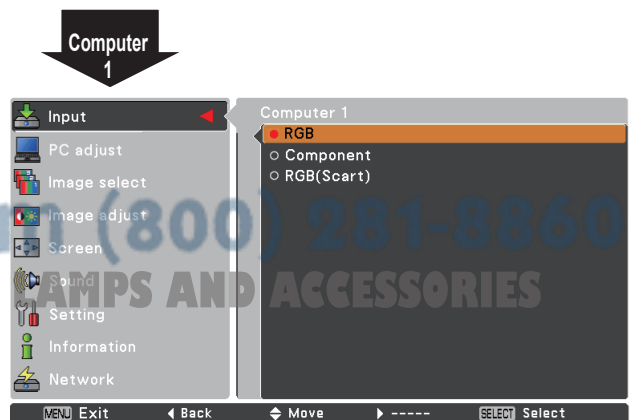 Computer
1
Input
Computer 1
RGB
PC adjust
Component
Image select
RGB(Scart)
Image adjust
m (800) 281-8860
Screen
Sound
LAMPS AND ACCESSORIES
Setting
Information
Network
MENU Exit
Back
Move
-----
SELECT Select